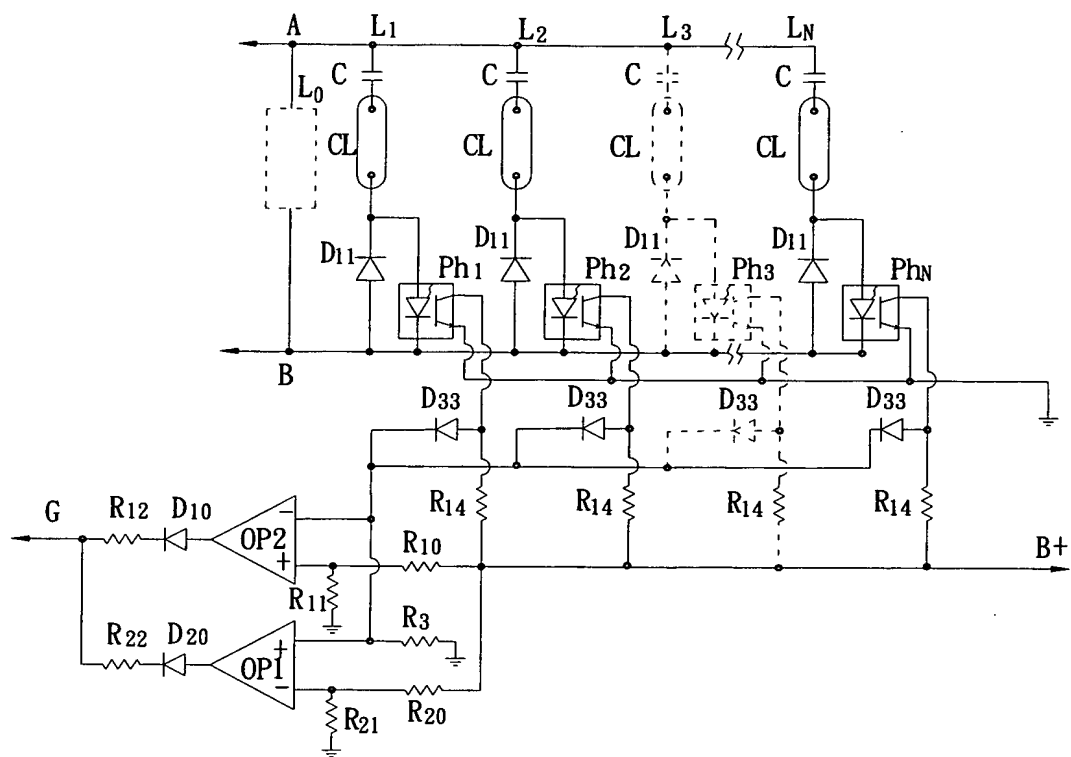 A L1 L2 L3 LN
C C C C
L0
CL CL CL CL
D11 D11 D11 D11
Ph1 Ph2 Ph3 PhN
B
D33 D33 D33 D33
R14 R14 R14 R14
G R12 D10 OP2 − + R10 B+
R11
R22 D20 OP1 + − R3
R21 R20